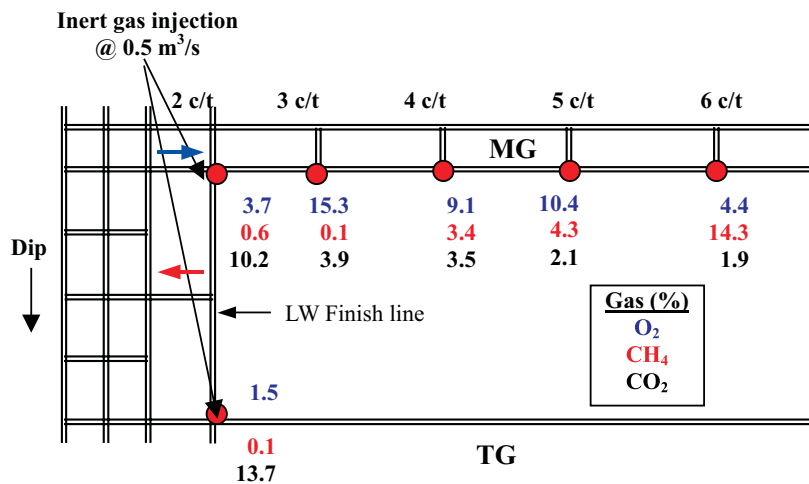 Inert gas injection
@ 0.5 m³/s
2 c/t 3 c/t 4 c/t 5 c/t 6 c/t
MG
3.7 15.3 9.1 10.4 4.4
0.6 0.1 3.4 4.3 14.3
10.2 3.9 3.5 2.1 1.9
Dip
Gas (%)
O₂
CH₄
CO₂
LW Finish line
1.5
0.1
13.7
TG